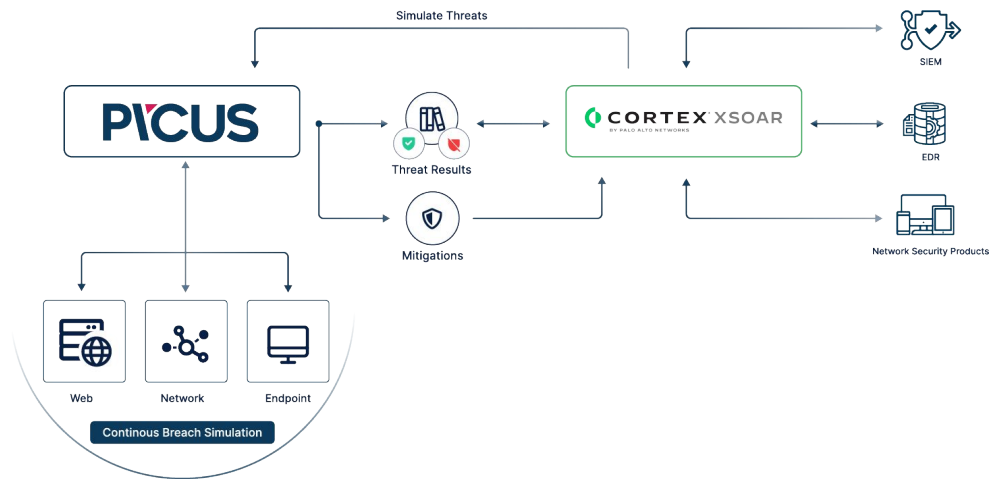 Simulate Threats
SIEM
PICUS
CORTEX XSOAR
BY PALO ALTO NETWORKS
Threat Results
EDR
Mitigations
Network Security Products
Web
Network
Endpoint
Continous Breach Simulation